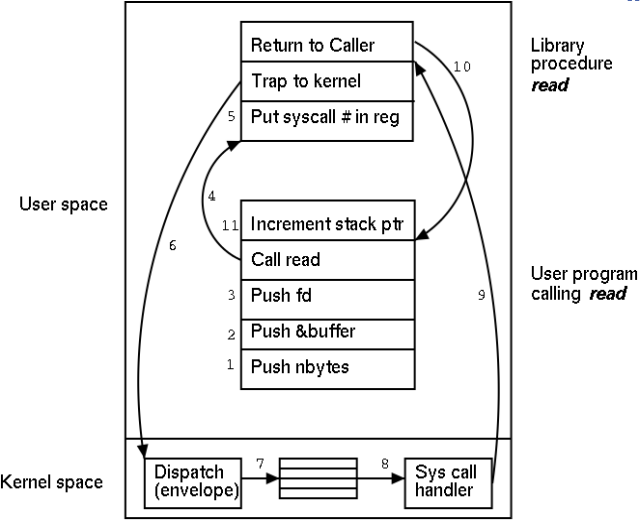 Return to Caller
10
Library
procedure
read
Trap to kernel
5
Put syscall # in reg
4
User space
11
Increment stack ptr
6
Call read
User program
calling read
3
Push fd
9
2
Push &buffer
1
Push nbytes
Kernel space
Dispatch
(envelope)
7
8
Sys call
handler